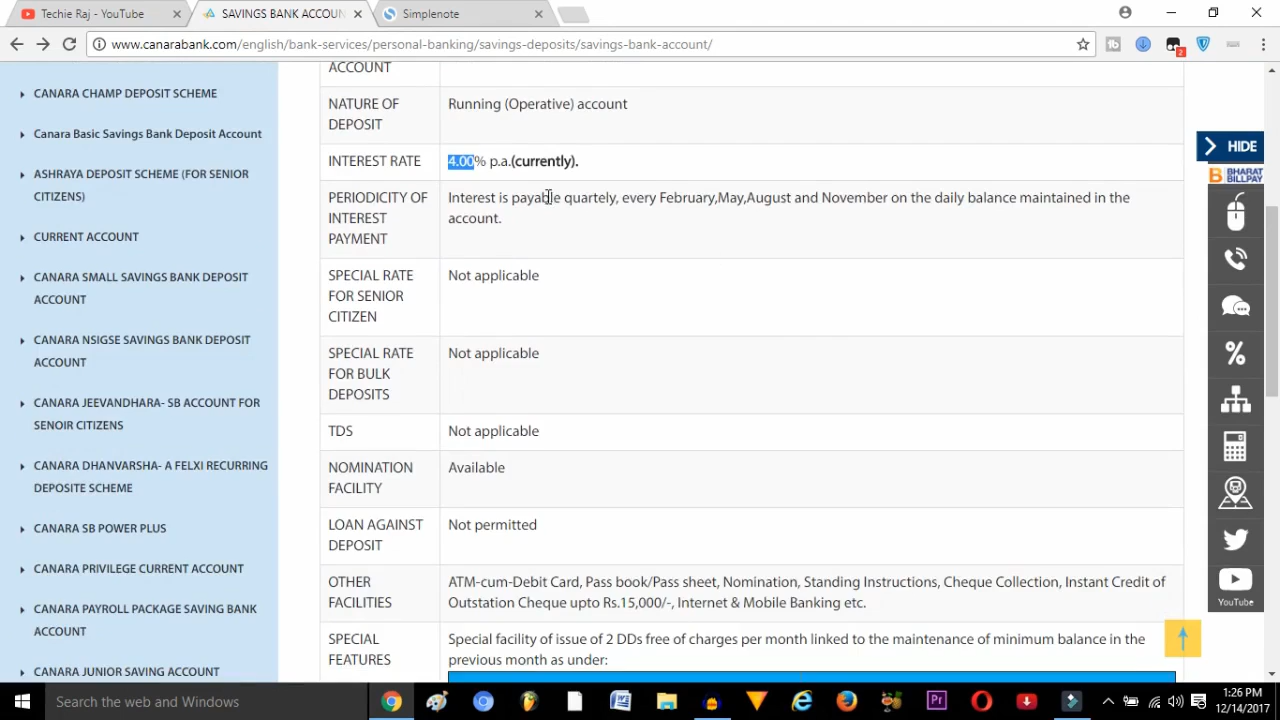 Techie Raj - YouTube
SAVINGS BANK ACCOUN
Simplenote
www.canarabank.com/english/bank-services/personal-banking/savings-deposits/savings-bank-account/
2
CANARA CHAMP DEPOSIT SCHEME
Canara Basic Savings Bank Deposit Account
ASHRAYA DEPOSIT SCHEME (FOR SENIOR
CITIZENS)
CURRENT ACCOUNT
CANARA SMALL SAVINGS BANK DEPOSIT
ACCOUNT
CANARA NSIGSE SAVINGS BANK DEPOSIT
ACCOUNT
CANARA JEEVANDHARA- SB ACCOUNT FOR
SENOIR CITIZENS
CANARA DHANVARSHA- A FELXI RECURRING
DEPOSITE SCHEME
CANARA SB POWER PLUS
CANARA PRIVILEGE CURRENT ACCOUNT
CANARA PAYROLL PACKAGE SAVING BANK
ACCOUNT
CANARA JUNIOR SAVING ACCOUNT
ACCOUNT
NATURE OF
DEPOSIT
Running (Operative) account
INTEREST RATE
4.00% p.a.(currently).
PERIODICITY OF
INTEREST
PAYMENT
Interest is payable quartely, every February,May,August and November on the daily balance maintained in the
account.
SPECIAL RATE
FOR SENIOR
CITIZEN
Not applicable
SPECIAL RATE
FOR BULK
DEPOSITS
Not applicable
TDS
Not applicable
NOMINATION
FACILITY
Available
LOAN AGAINST
DEPOSIT
Not permitted
OTHER
FACILITIES
ATM-cum-Debit Card, Pass book/Pass sheet, Nomination, Standing Instructions, Cheque Collection, Instant Credit of
Outstation Cheque upto Rs.15,000/-, Internet & Mobile Banking etc.
SPECIAL
FEATURES
Special facility of issue of 2 DDs free of charges per month linked to the maintenance of minimum balance in the
previous month as under:
HIDE
BHARAT
BILLPAY
YouTube
Search the web and Windows
1:26 PM
12/14/2017